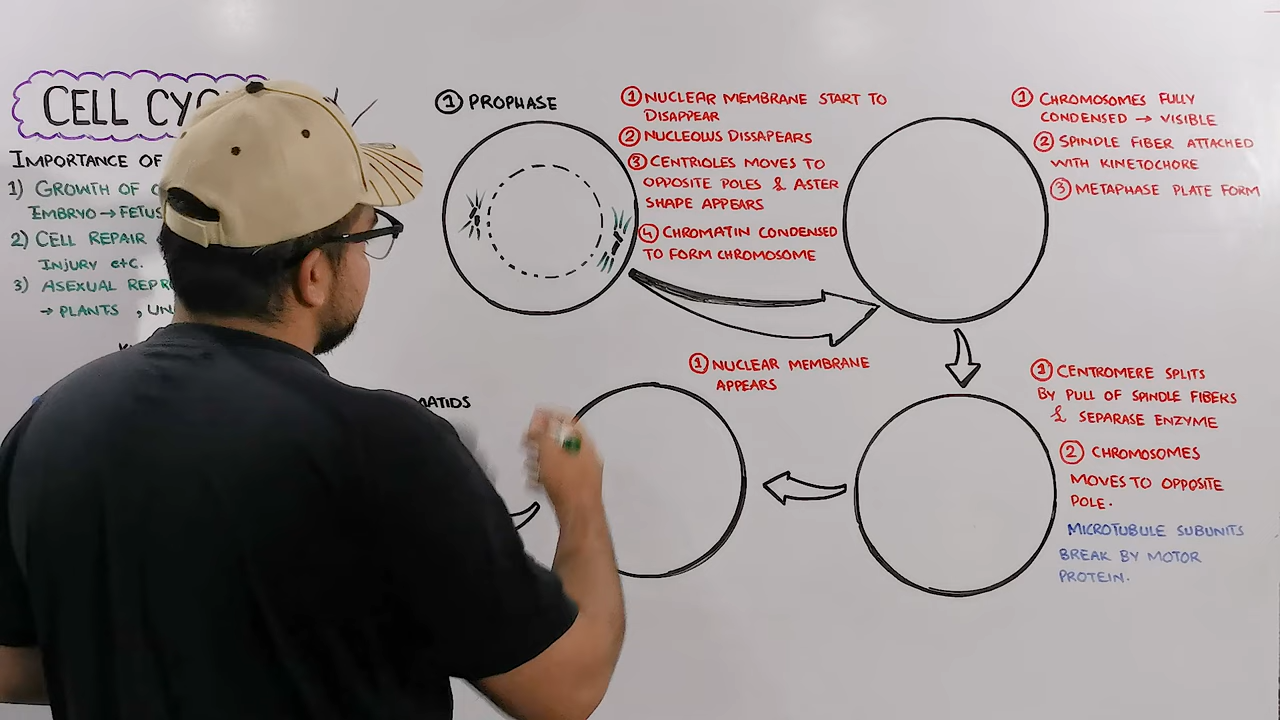 CELL CYC
IMPORTANCE OF
1) GROWTH OF
EMBRYO → FETUS
2) CELL REPAIR
INJURY etc.
3) ASEXUAL REPR
→ PLANTS , UN
MATIDS
① PROPHASE
① NUCLEAR MEMBRANE START TO
DISAPPEAR
② NUCLEOLUS DISSAPEARS
③ CENTRIOLES MOVES TO
OPPOSITE POLES & ASTER
SHAPE APPEARS
④ CHROMATIN CONDENSED
TO FORM CHROMOSOME
① CHROMOSOMES FULLY
CONDENSED → VISIBLE
② SPINDLE FIBER ATTACHED
WITH KINETOCHORE
③ METAPHASE PLATE FORM
① CENTROMERE SPLITS
BY PULL OF SPINDLE FIBERS
& SEPARASE ENZYME
② CHROMOSOMES
MOVES TO OPPOSITE
POLE.
MICROTUBULE SUBUNITS
BREAK BY MOTOR
PROTEIN.
① NUCLEAR MEMBRANE
APPEARS